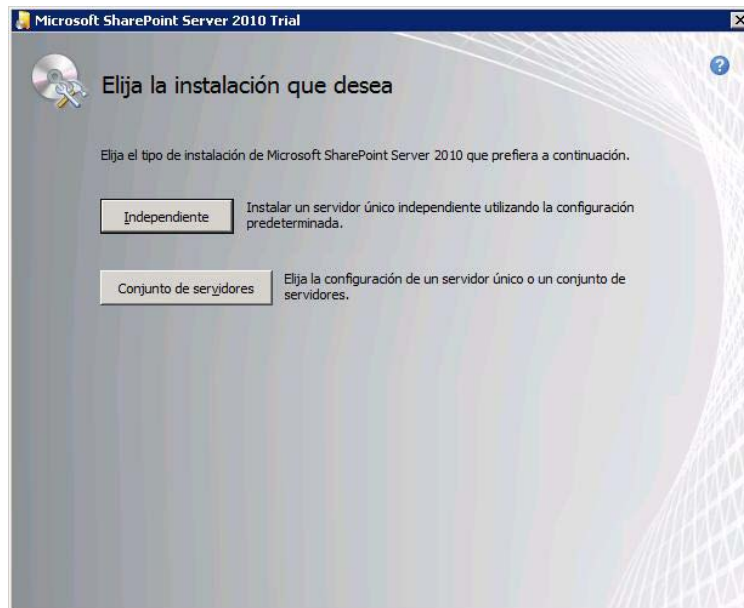 Microsoft SharePoint Server 2010 Trial
Elija la instalación que desea
Elija el tipo de instalación de Microsoft SharePoint Server 2010 que prefiera a continuación.
Independiente
Instalar un servidor único independiente utilizando la configuración
predeterminada.
Conjunto de servidores
Elija la configuración de un servidor único o un conjunto de
servidores.